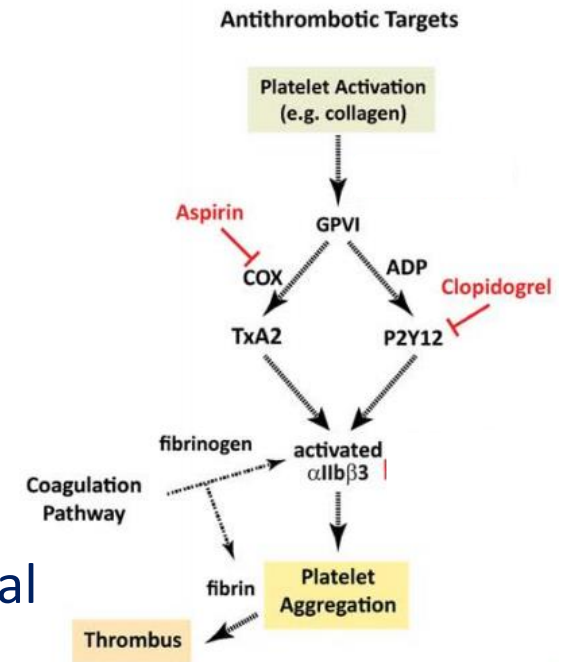 Antithrombotic Targets
Platelet Activation
(e.g. collagen)
Aspirin
GPVI
COX
ADP
Clopidogrel
TxA2
P2Y12
fibrinogen
activated
αIIbβ3
Coagulation
Pathway
al
fibrin
Platelet
Aggregation
Thrombus